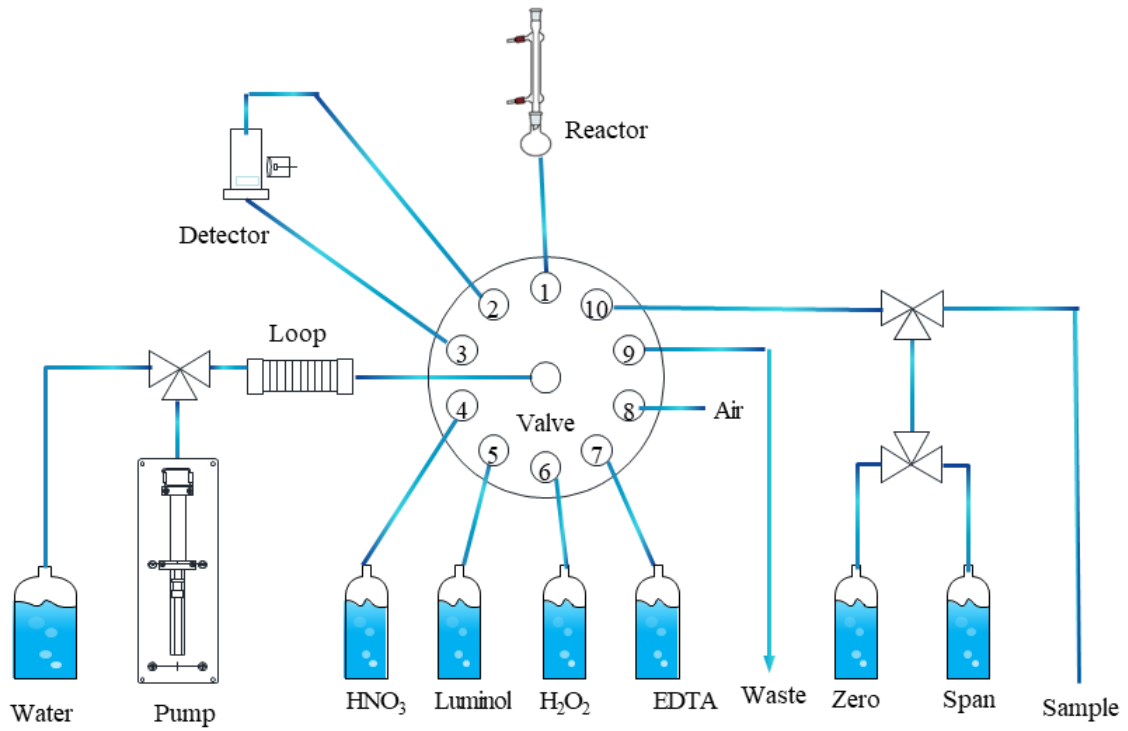 Reactor
Detector
1
2
10
Loop
3
9
4
8
Air
Valve
5
6
7
Water
Pump
HNO₃
Luminol
H₂O₂
EDTA
Waste
Zero
Span
Sample